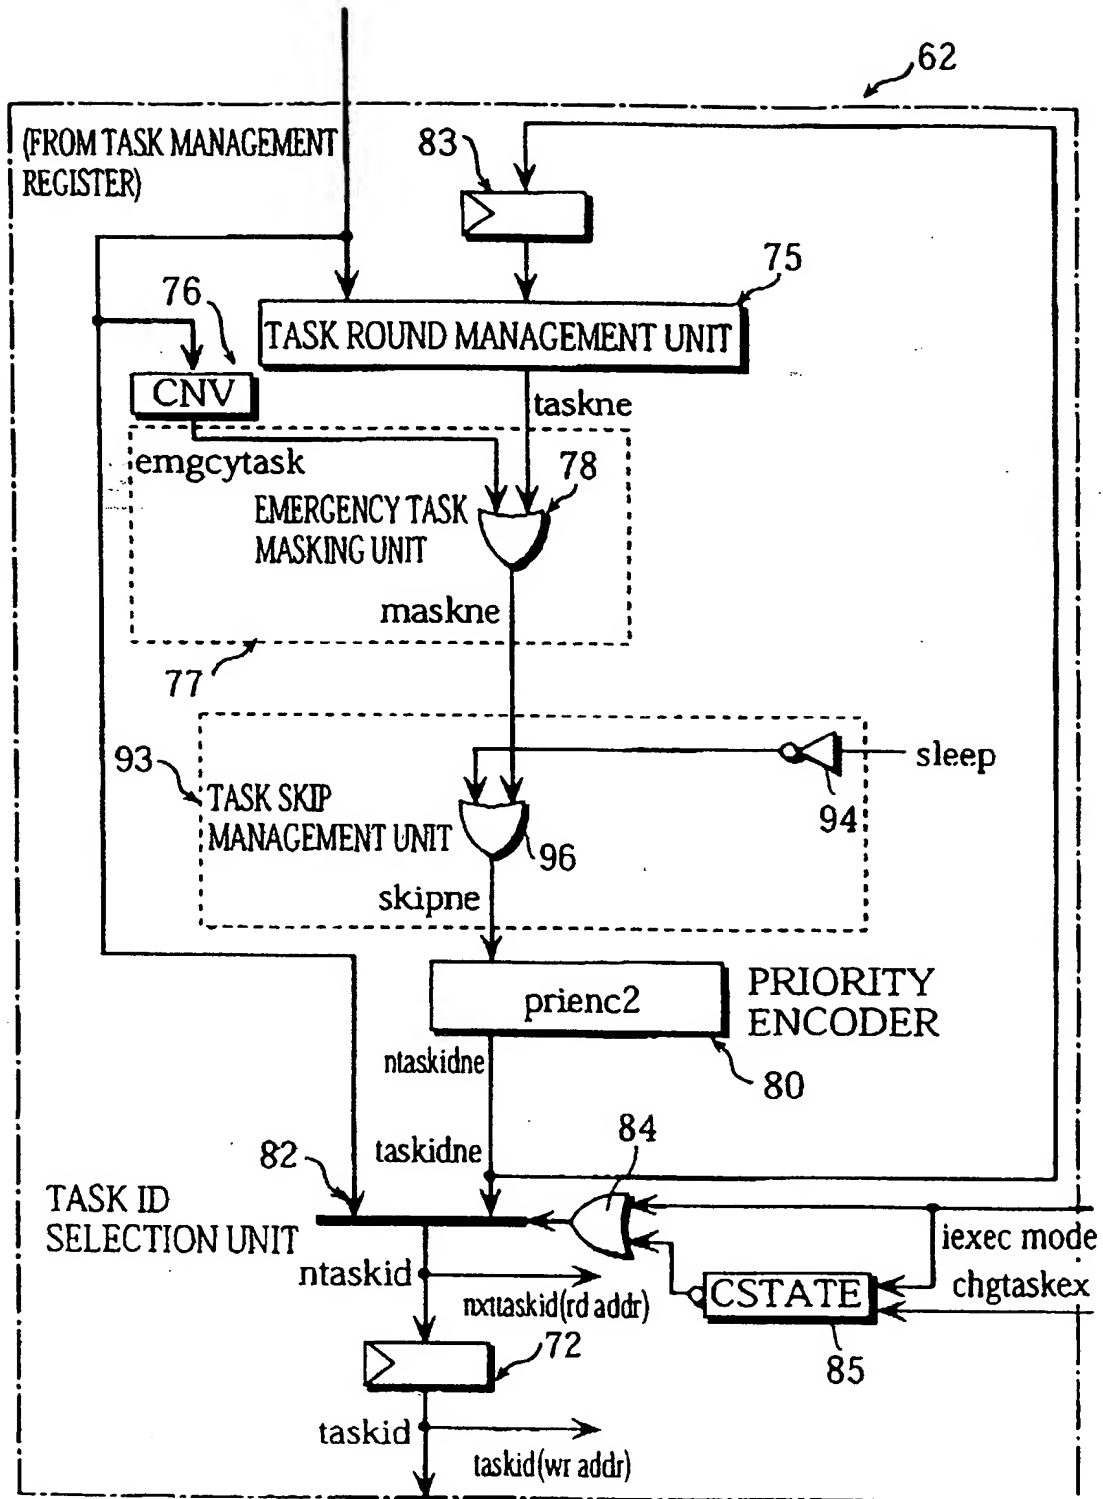 62
(FROM TASK MANAGEMENT
REGISTER)
83
75
76
TASK ROUND MANAGEMENT UNIT
CNV
taskne
emgcytask
78
EMERGENCY TASK
MASKING UNIT
maskne
77
93
sleep
TASK SKIP
MANAGEMENT UNIT
94
96
skipne
prienc2
PRIORITY
ENCODER
ntaskidne
80
taskidne
84
82
TASK ID
SELECTION UNIT
iexec mode
ntaskid
nxttaskid(rd addr)
CSTATE
chgtaskex
72
85
taskid
taskid(wr addr)